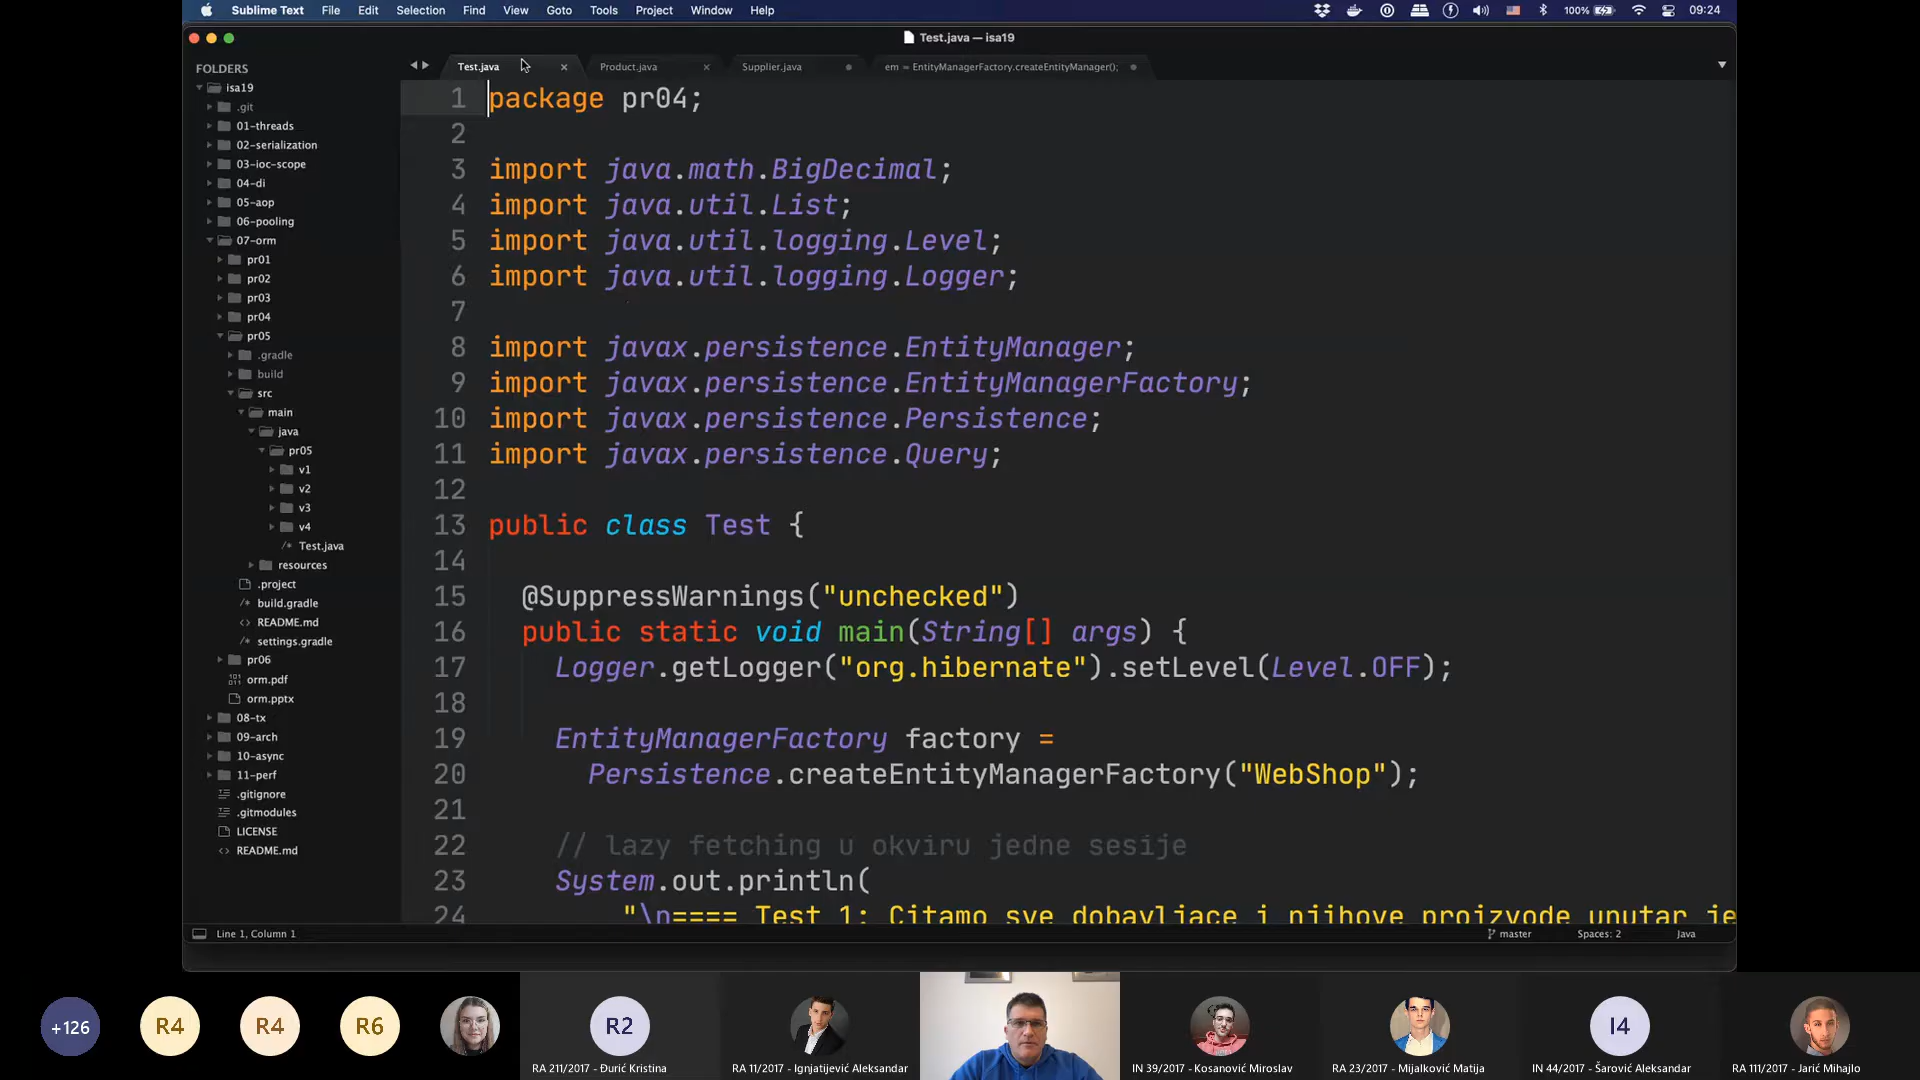 Sublime Text File Edit Selection Find View Goto Tools Project Window Help 100% 09:24
Test.java — isa19
FOLDERS
isa19
.git
01-threads
02-serialization
03-ioc-scope
04-di
05-aop
06-pooling
07-orm
pr01
pr02
pr03
pr04
pr05
.gradle
build
src
main
java
pr05
v1
v2
v3
v4
Test.java
resources
.project
build.gradle
README.md
settings.gradle
pr06
orm.pdf
orm.pptx
08-tx
09-arch
10-async
11-perf
.gitignore
.gitmodules
LICENSE
README.md
Test.java Product.java Supplier.java em = EntityManagerFactory.createEntityManager();
1 package pr04;
2
3 import java.math.BigDecimal;
4 import java.util.List;
5 import java.util.logging.Level;
6 import java.util.logging.Logger;
7
8 import javax.persistence.EntityManager;
9 import javax.persistence.EntityManagerFactory;
10 import javax.persistence.Persistence;
11 import javax.persistence.Query;
12
13 public class Test {
14
15 @SuppressWarnings("unchecked")
16 public static void main(String[] args) {
17 Logger.getLogger("org.hibernate").setLevel(Level.OFF);
18
19 EntityManagerFactory factory =
20 Persistence.createEntityManagerFactory("WebShop");
21
22 // lazy fetching u okviru jedne sesije
23 System.out.println(
24 "\n==== Test 1: Citamo sve dobavljace i njihove proizvode unutar je
Line 1, Column 1 master Spaces: 2 Java
+126 R4 R4 R6 R2 I4
RA 211/2017 - Đurić Kristina
RA 11/2017 - Ignjatijević Aleksandar
IN 39/2017 - Kosanović Miroslav
RA 23/2017 - Mijalković Matija
IN 44/2017 - Šarović Aleksandar
RA 111/2017 - Jarić Mihajlo